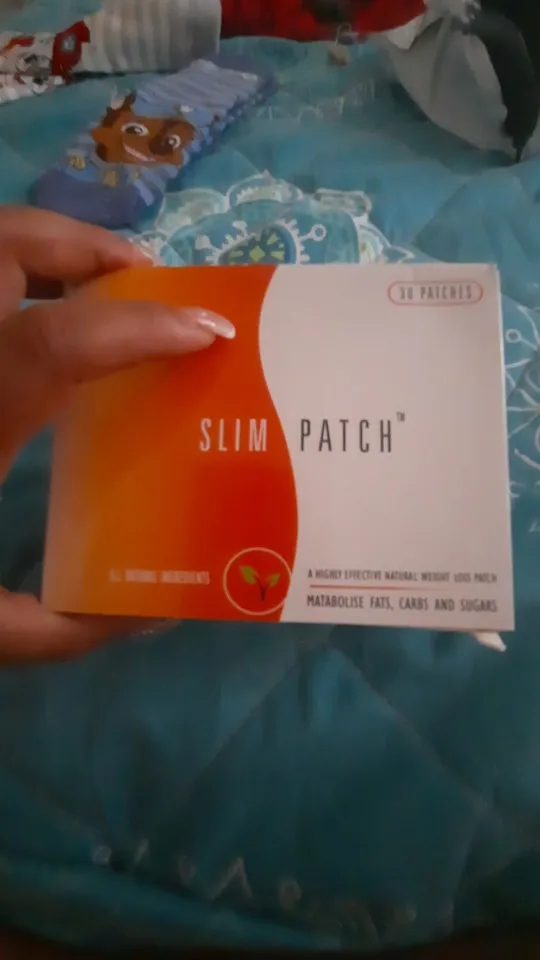 30 PATCHES
SLIM PATCH™
ALL NATURAL INGREDIENTS
A HIGHLY EFFECTIVE NATURAL WEIGHT LOSS PATCH
MATABOLISE FATS, CARBS AND SUGARS